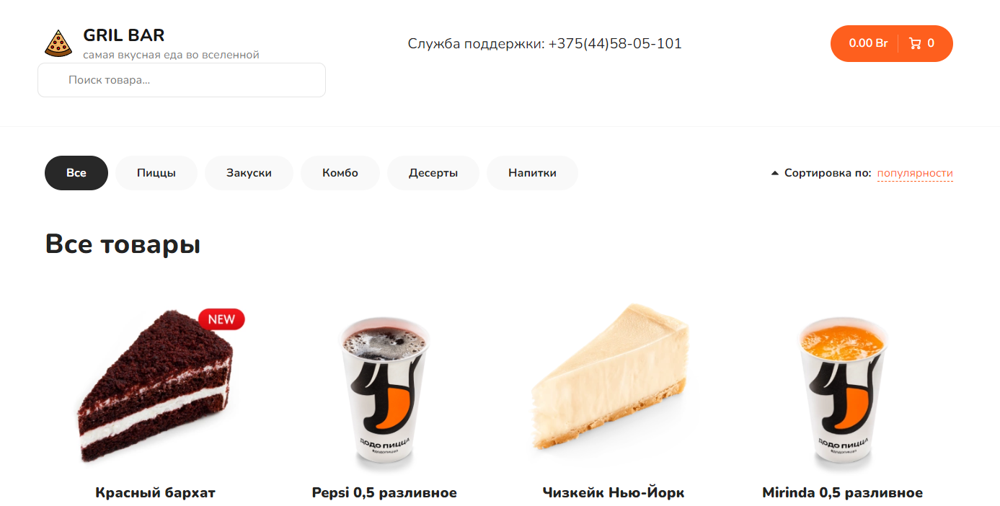 GRIL BAR
самая вкусная еда во вселенной
Служба поддержки: +375(44)58-05-101
0.00 Br 0
Поиск товара...
Все Пиццы Закуски Комбо Десерты Напитки Сортировка по: популярности
Все товары
NEW
ДОДО ПИЦЦА
#додопицца
ДОДО ПИЦЦА
#додопицца
Красный бархат Pepsi 0,5 разливное Чизкейк Нью-Йорк Mirinda 0,5 разливное